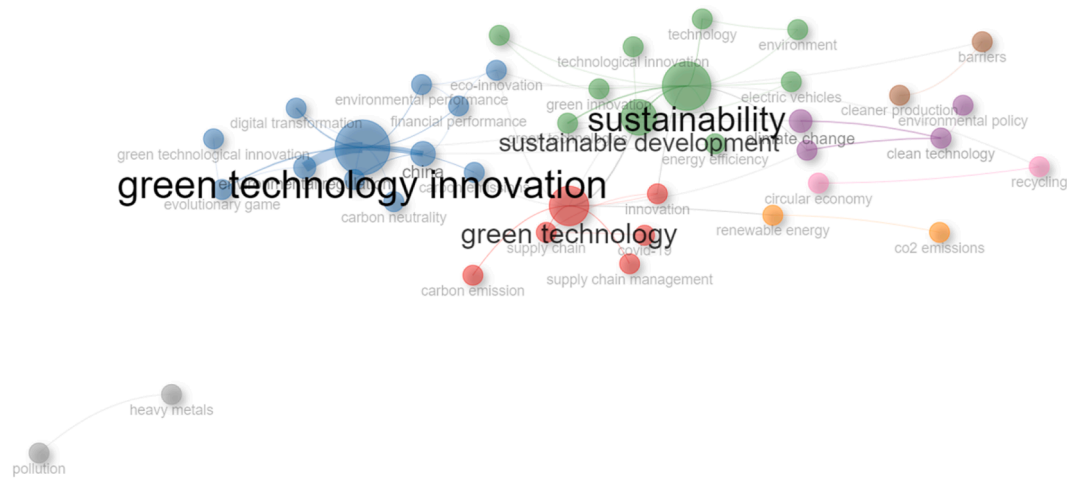 technology
environment
technological innovation
barriers
eco-innovation
environmental performance
electric vehicles
green innovation
cleaner production
digital transformation
financial performance
environmental policy
sustainability
sustainable development
climate change
green technological innovation
energy efficiency
clean technology
china
green technology innovation
recycling
circular economy
evolutionary game
innovation
carbon neutrality
renewable energy
green technology
supply chain
covid-19
co2 emissions
supply chain management
carbon emission
heavy metals
pollution